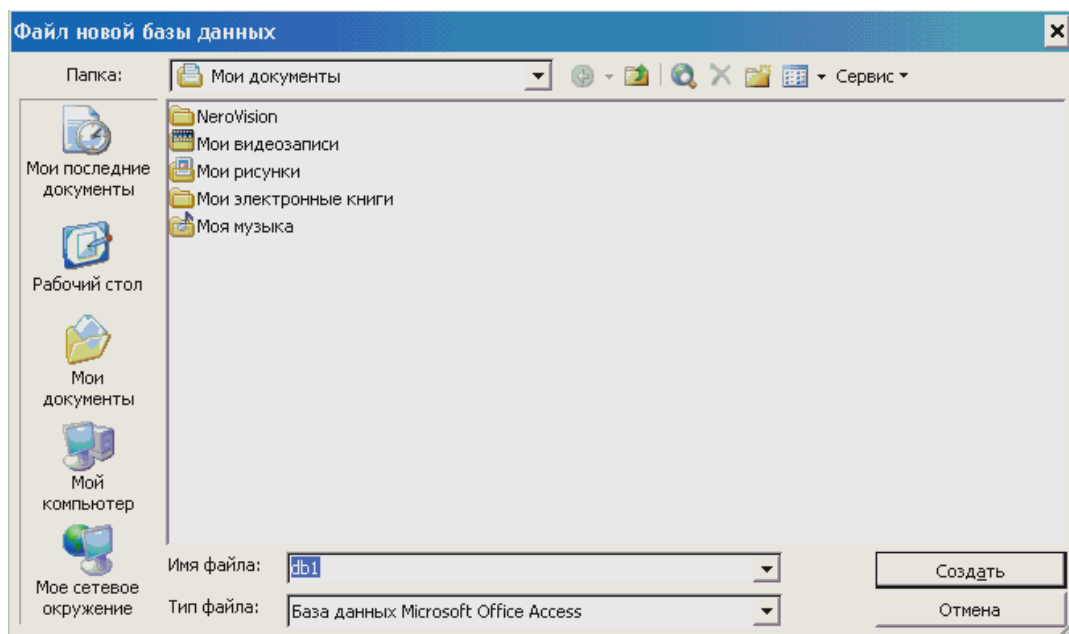 Файл новой базы данных
Папка: Мои документы Сервис
Мои последние
документы
Рабочий стол
Мои
документы
Мой
компьютер
Мое сетевое
окружение
NeroVision
Мои видеозаписи
Мои рисунки
Мои электронные книги
Моя музыка
Имя файла: db1 Создать
Тип файла: База данных Microsoft Office Access Отмена